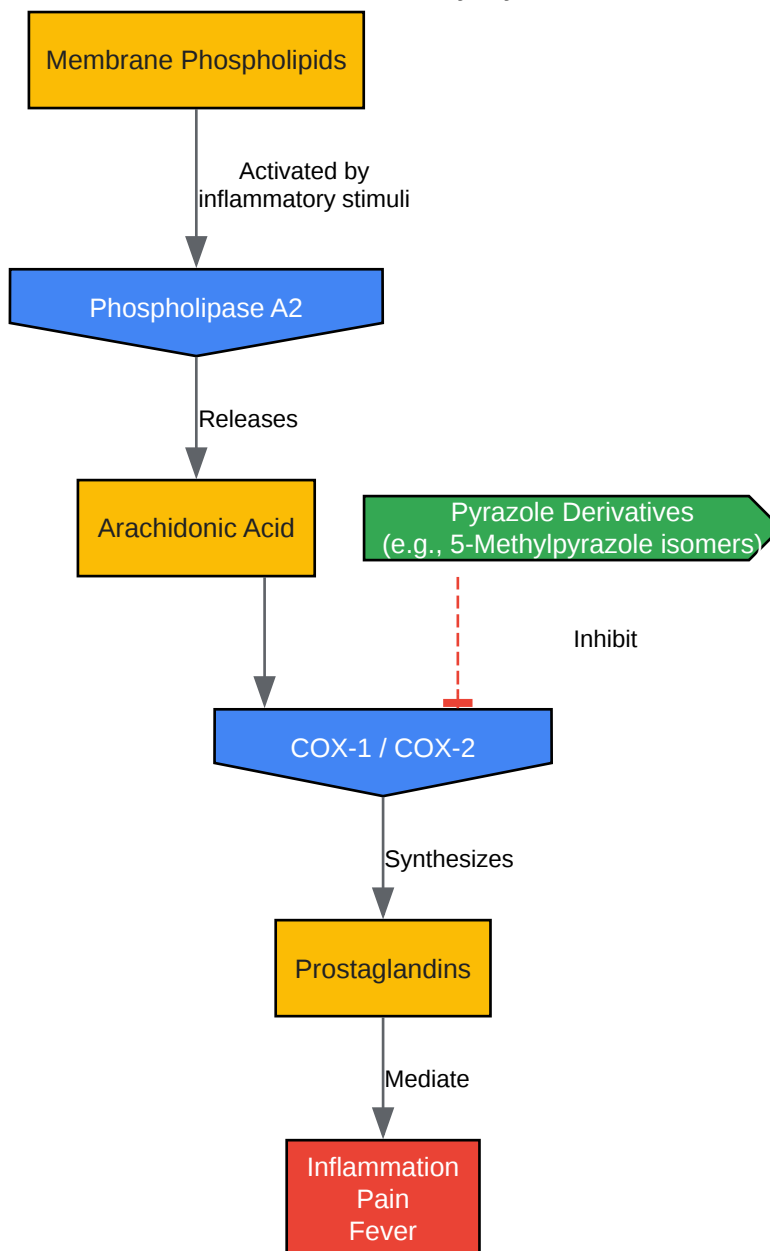 Membrane Phospholipids
Activated by
inflammatory stimuli
Phospholipase A2
Releases
Arachidonic Acid
Pyrazole Derivatives
(e.g., 5-Methylpyrazole isomers)
Inhibit
COX-1 / COX-2
Synthesizes
Prostaglandins
Mediate
Inflammation
Pain
Fever